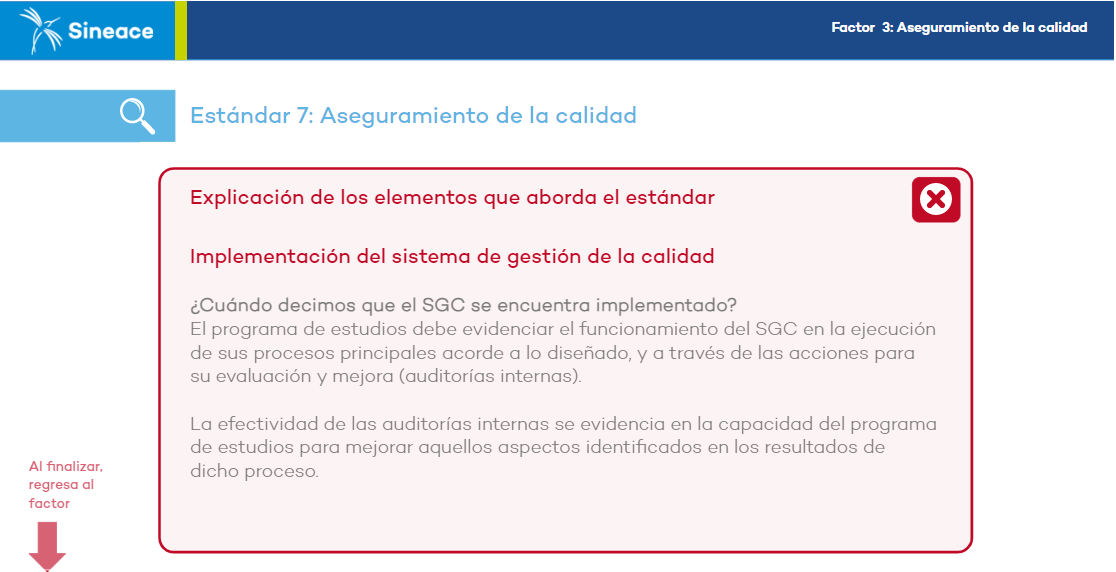 Sineace
Factor 3: Aseguramiento de la calidad
Estándar 7: Aseguramiento de la calidad
Explicación de los elementos que aborda el estándar
Implementación del sistema de gestión de la calidad
¿Cuándo decimos que el SGC se encuentra implementado?
El programa de estudios debe evidenciar el funcionamiento del SGC en la ejecución
de sus procesos principales acorde a lo diseñado, y a través de las acciones para
su evaluación y mejora (auditorías internas).
La efectividad de las auditorías internas se evidencia en la capacidad del programa
de estudios para mejorar aquellos aspectos identificados en los resultados de
dicho proceso.
Al finalizar,
regresa al
factor